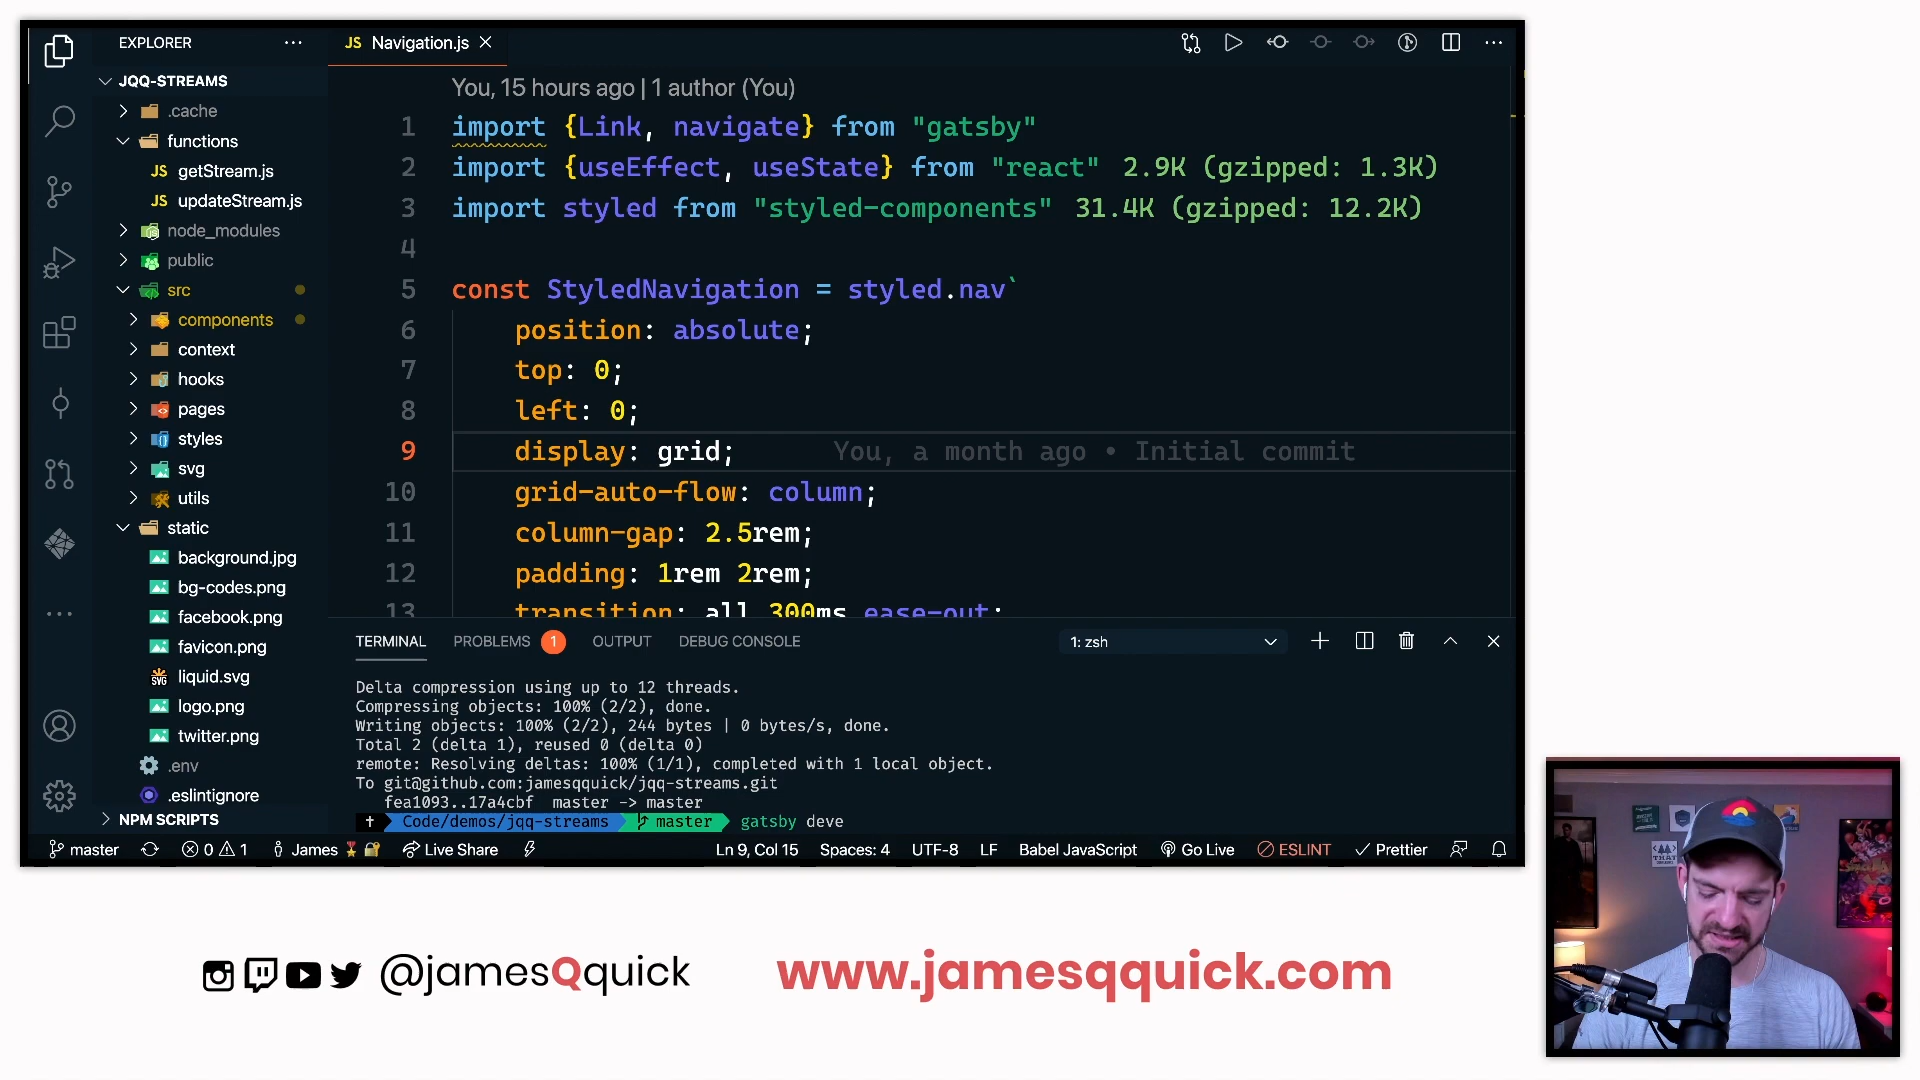 EXPLORER
JQQ-STREAMS
.cache
functions
JS getStream.js
JS updateStream.js
node_modules
public
src
components
context
hooks
pages
styles
svg
utils
static
background.jpg
bg-codes.png
facebook.png
favicon.png
liquid.svg
logo.png
twitter.png
.env
.eslintignore
NPM SCRIPTS
JS Navigation.js
You, 15 hours ago | 1 author (You)
1 import {Link, navigate} from "gatsby"
2 import {useEffect, useState} from "react" 2.9K (gzipped: 1.3K)
3 import styled from "styled-components" 31.4K (gzipped: 12.2K)
4
5 const StyledNavigation = styled.nav`
6 position: absolute;
7 top: 0;
8 left: 0;
9 display: grid; You, a month ago • Initial commit
10 grid-auto-flow: column;
11 column-gap: 2.5rem;
12 padding: 1rem 2rem;
13 transition: all 300ms ease-out;
TERMINAL PROBLEMS 1 OUTPUT DEBUG CONSOLE 1: zsh
Delta compression using up to 12 threads.
Compressing objects: 100% (2/2), done.
Writing objects: 100% (2/2), 244 bytes | 0 bytes/s, done.
Total 2 (delta 1), reused 0 (delta 0)
remote: Resolving deltas: 100% (1/1), completed with 1 local object.
To git@github.com:jamesqquick/jqq-streams.git
fea1093..17a4cbf master -> master
Code/demos/jqq-streams master gatsby deve
master 0 1 James Live Share Ln 9, Col 15 Spaces: 4 UTF-8 LF Babel JavaScript Go Live ESLINT Prettier
@jamesQquick www.jamesqquick.com